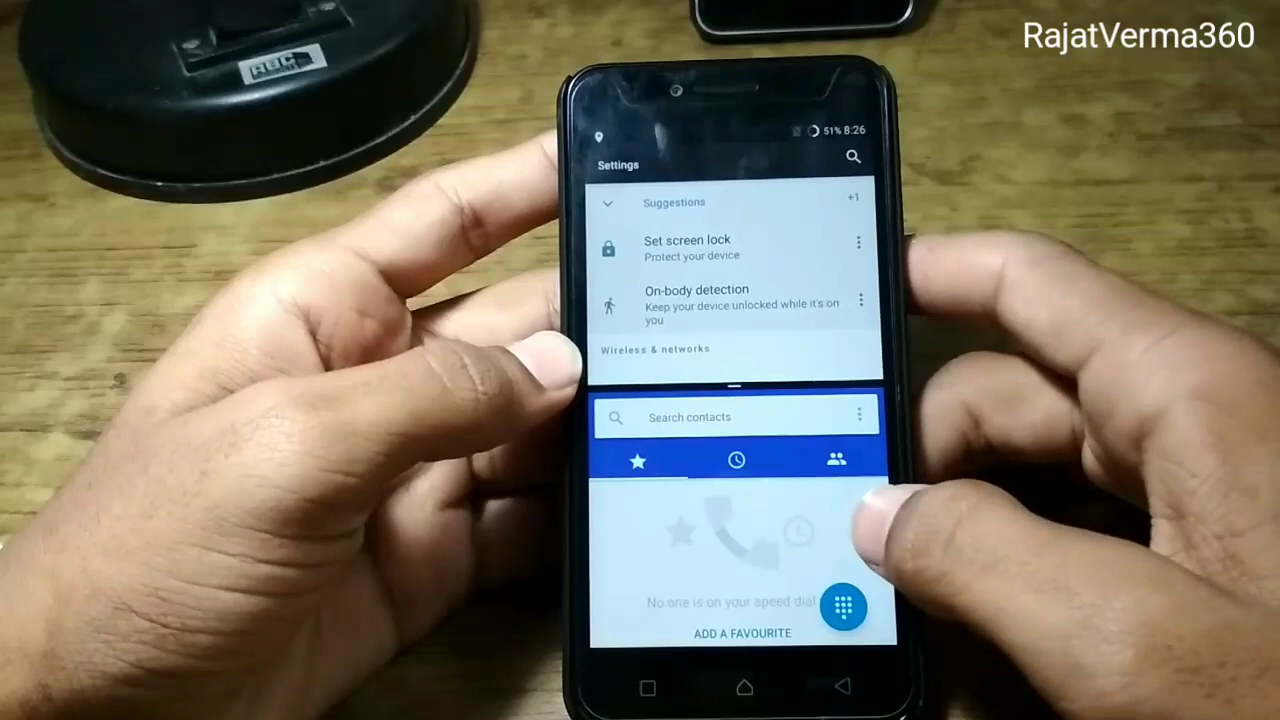 RajatVerma360
ABC
51% 8:26
Settings
Suggestions
+1
Set screen lock
Protect your device
On-body detection
Keep your device unlocked while it's on
you
Wireless & networks
Search contacts
No one is on your speed dial
ADD A FAVOURITE